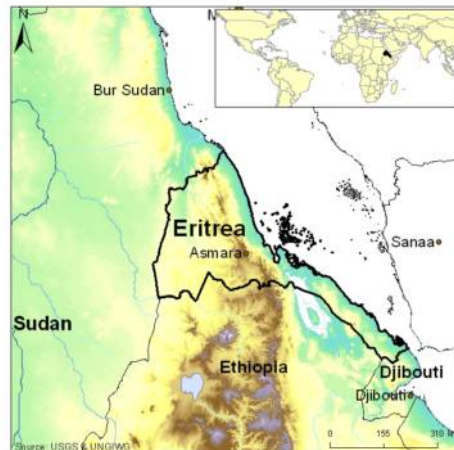 N
Bur Sudan
Eritrea
Asmara
Sanaa
Sudan
Ethiopia
Djibouti
Djibouti
0 155 310
Source: USGS & UNGIWG